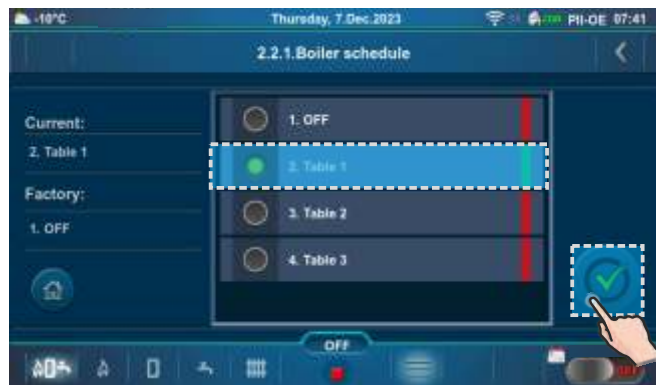 -10°C Thursday, 7.Dec.2023 PII-OE 07:41
2.2.1.Boiler schedule
Current:
2. Table 1
Factory:
1. OFF
1. OFF
2. Table 1
3. Table 2
4. Table 3
OFF
OFF